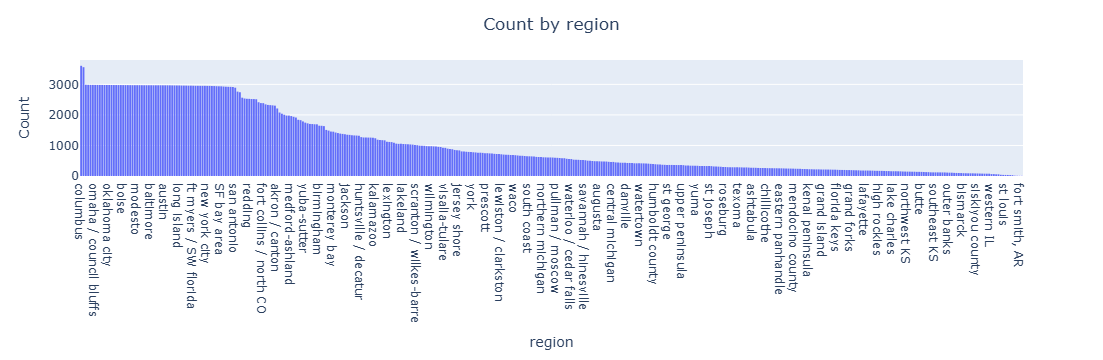 Count by region
Count
3000
2000
1000
0
columbus
omaha / council bluffs
oklahoma city
boise
modesto
baltimore
austin
long island
ft myers / SW florida
new york city
SF bay area
san antonio
redding
fort collins / north CO
akron / canton
medford-ashland
yuba-sutter
birmingham
monterey bay
jackson
huntsville / decatur
kalamazoo
lexington
lakeland
scranton / wilkes-barre
wilmington
visalia-tulare
jersey shore
york
prescott
lewiston / clarkston
waco
south coast
northern michigan
pullman / moscow
waterloo / cedar falls
savannah / hinesville
augusta
central michigan
danville
watertown
humboldt county
st george
upper peninsula
yuma
st joseph
roseburg
texoma
ashtabula
chillicothe
eastern panhandle
mendocino county
kenai peninsula
grand island
florida keys
grand forks
lafayette
high rockies
lake charles
northwest KS
butte
southeast KS
outer banks
bismarck
siskiyou county
western IL
st louis
fort smith, AR
region